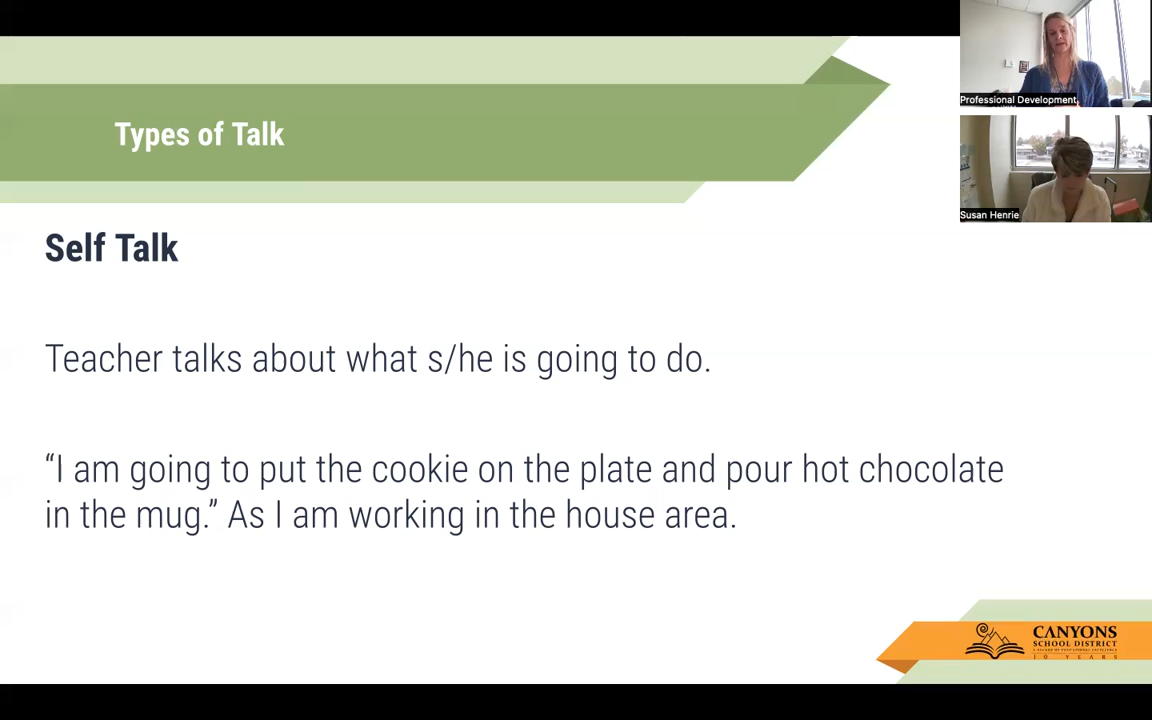 Types of Talk
Professional Development
Susan Henrie
Self Talk
Teacher talks about what s/he is going to do.
“I am going to put the cookie on the plate and pour hot chocolate
in the mug.” As I am working in the house area.
CANYONS
SCHOOL DISTRICT
10 YEARS